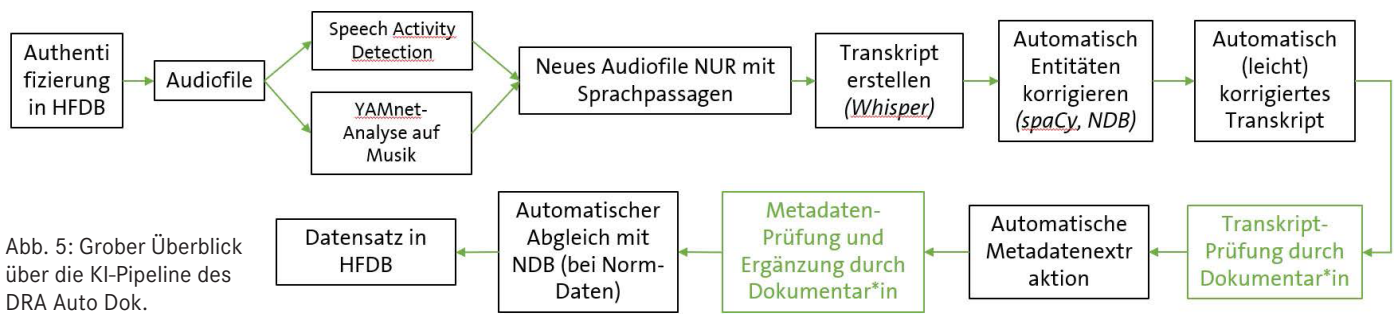 Authenti
fizierung
in HFDB
Audiofile
Speech Activity
Detection
YAMnet-
Analyse auf
Musik
Neues Audiofile NUR mit
Sprachpassagen
Transkript
erstellen
(Whisper)
Automatisch
Entitäten
korrigieren
(spaCy, NDB)
Automatisch
(leicht)
korrigiertes
Transkript
Transkript-
Prüfung durch
Dokumentar*in
Automatische
Metadatenextr
aktion
Metadaten-
Prüfung und
Ergänzung durch
Dokumentar*in
Automatischer
Abgleich mit
NDB (bei Norm-
Daten)
Datensatz in
HFDB
Abb. 5: Grober Überblick
über die KI-Pipeline des
DRA Auto Dok.